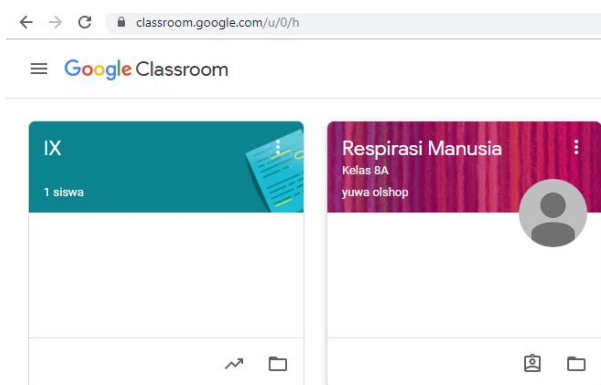 classroom.google.com/u/0/h
Google Classroom
IX
1 siswa
Respirasi Manusia
Kelas 8A
yuwa olshop